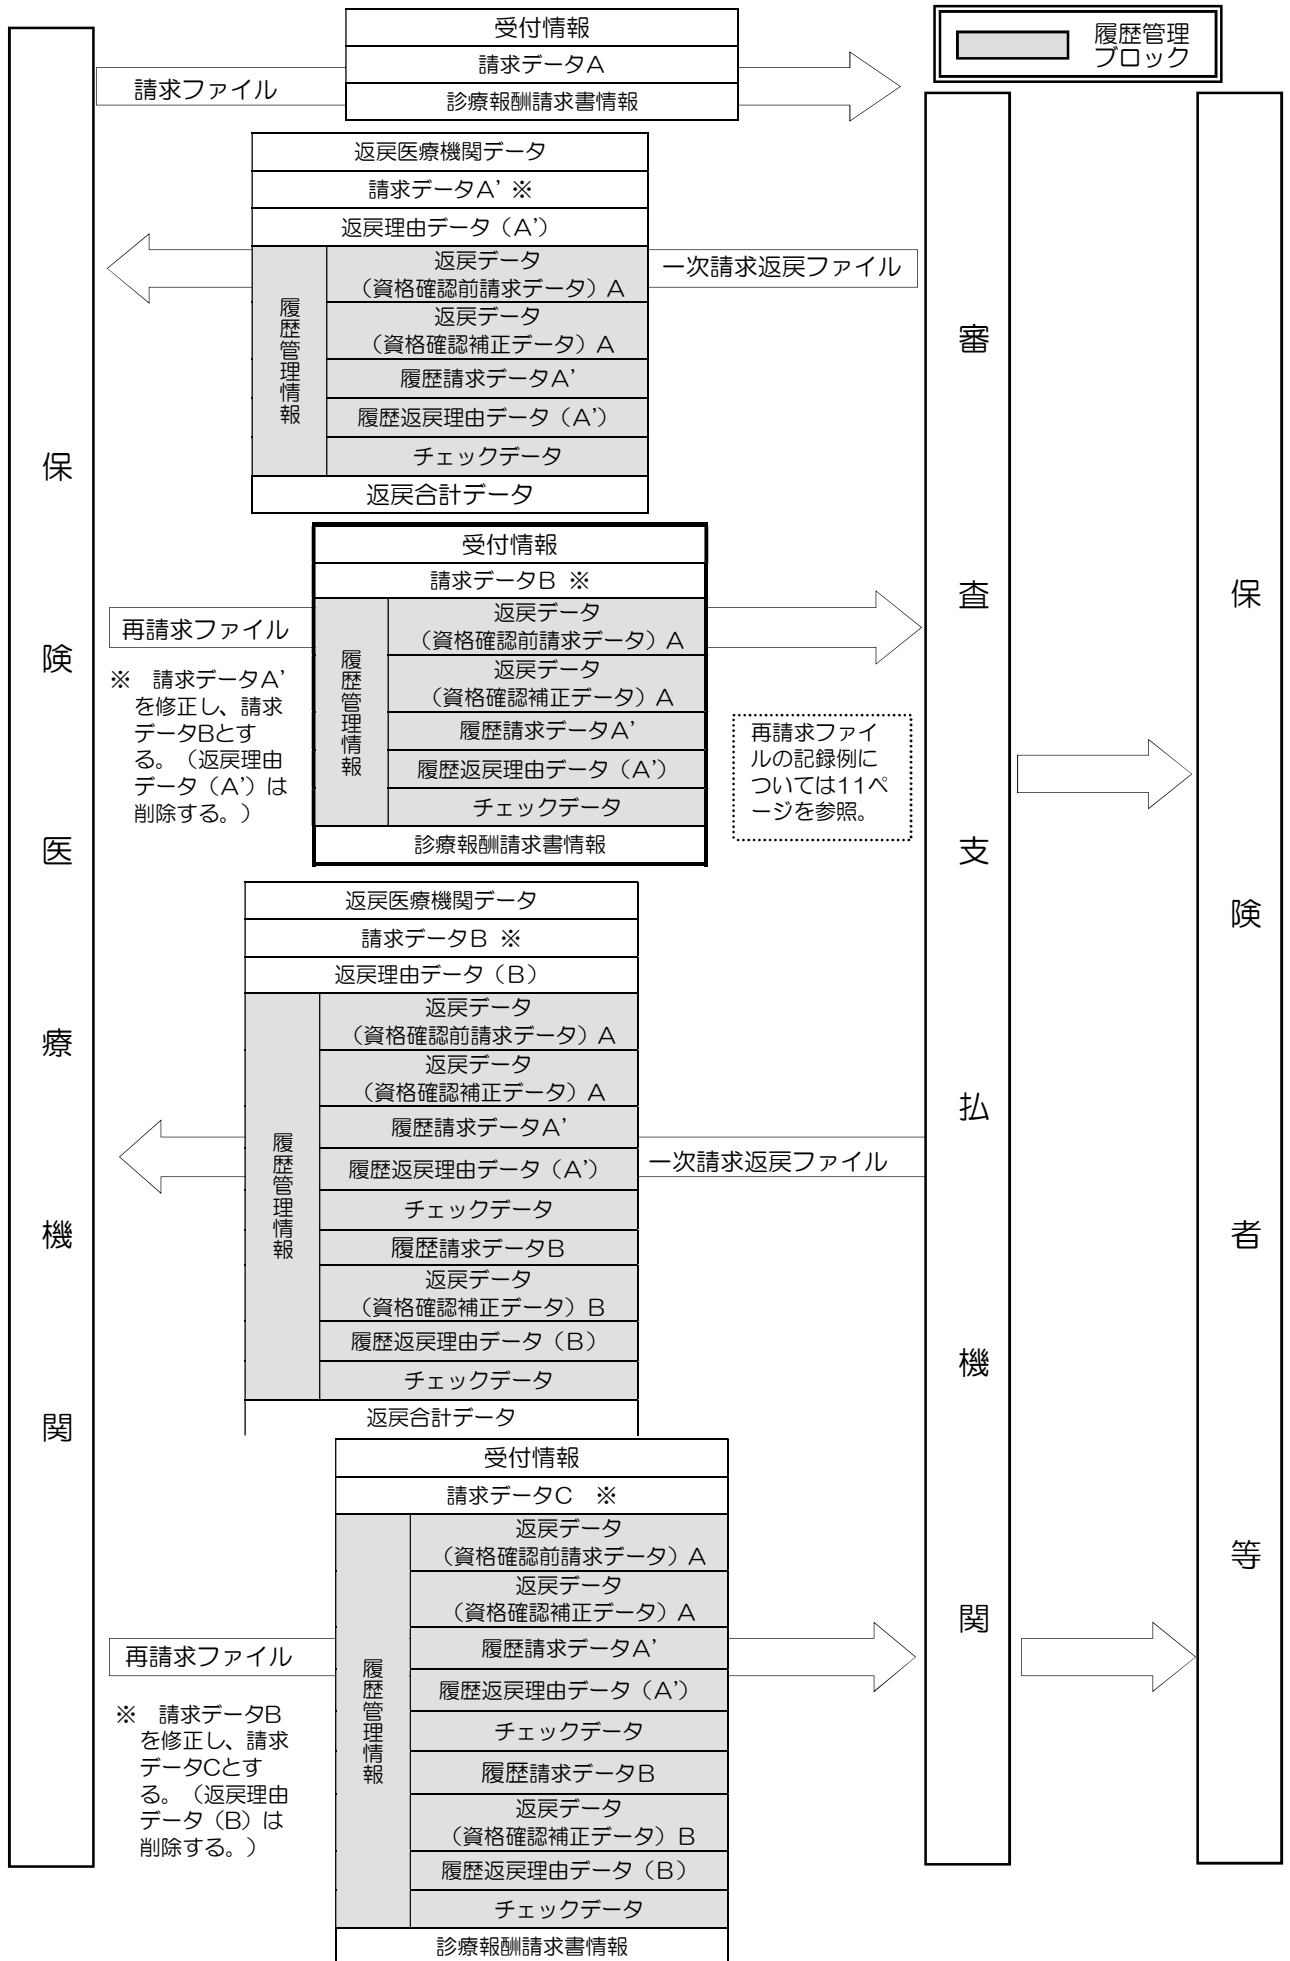 受付情報
請求データA
診療報酬請求書情報
請求ファイル
履歴管理
ブロック
返戻医療機関データ
請求データA’ ※
返戻理由データ（A’）
履歴管理情報
返戻データ
（資格確認前請求データ）A
返戻データ
（資格確認補正データ）A
履歴請求データA’
履歴返戻理由データ（A’）
チェックデータ
返戻合計データ
一次請求返戻ファイル
受付情報
請求データB ※
履歴管理情報
返戻データ
（資格確認前請求データ）A
返戻データ
（資格確認補正データ）A
履歴請求データA’
履歴返戻理由データ（A’）
チェックデータ
診療報酬請求書情報
再請求ファイル
※　請求データA’
を修正し、請求
データBとす
る。（返戻理由
データ（A’）は
削除する。）
再請求ファイ
ルの記録例に
ついては11ペ
ージを参照。
返戻医療機関データ
請求データB ※
返戻理由データ（B）
履歴管理情報
返戻データ
（資格確認前請求データ）A
返戻データ
（資格確認補正データ）A
履歴請求データA’
履歴返戻理由データ（A’）
チェックデータ
履歴請求データB
返戻データ
（資格確認補正データ）B
履歴返戻理由データ（B）
チェックデータ
返戻合計データ
一次請求返戻ファイル
受付情報
請求データC　※
履歴管理情報
返戻データ
（資格確認前請求データ）A
返戻データ
（資格確認補正データ）A
履歴請求データA’
履歴返戻理由データ（A’）
チェックデータ
履歴請求データB
返戻データ
（資格確認補正データ）B
履歴返戻理由データ（B）
チェックデータ
診療報酬請求書情報
再請求ファイル
※　請求データB
を修正し、請求
データCとす
る。（返戻理由
データ（B）は
削除する。）
保険医療機関
審査支払機関
保険者等